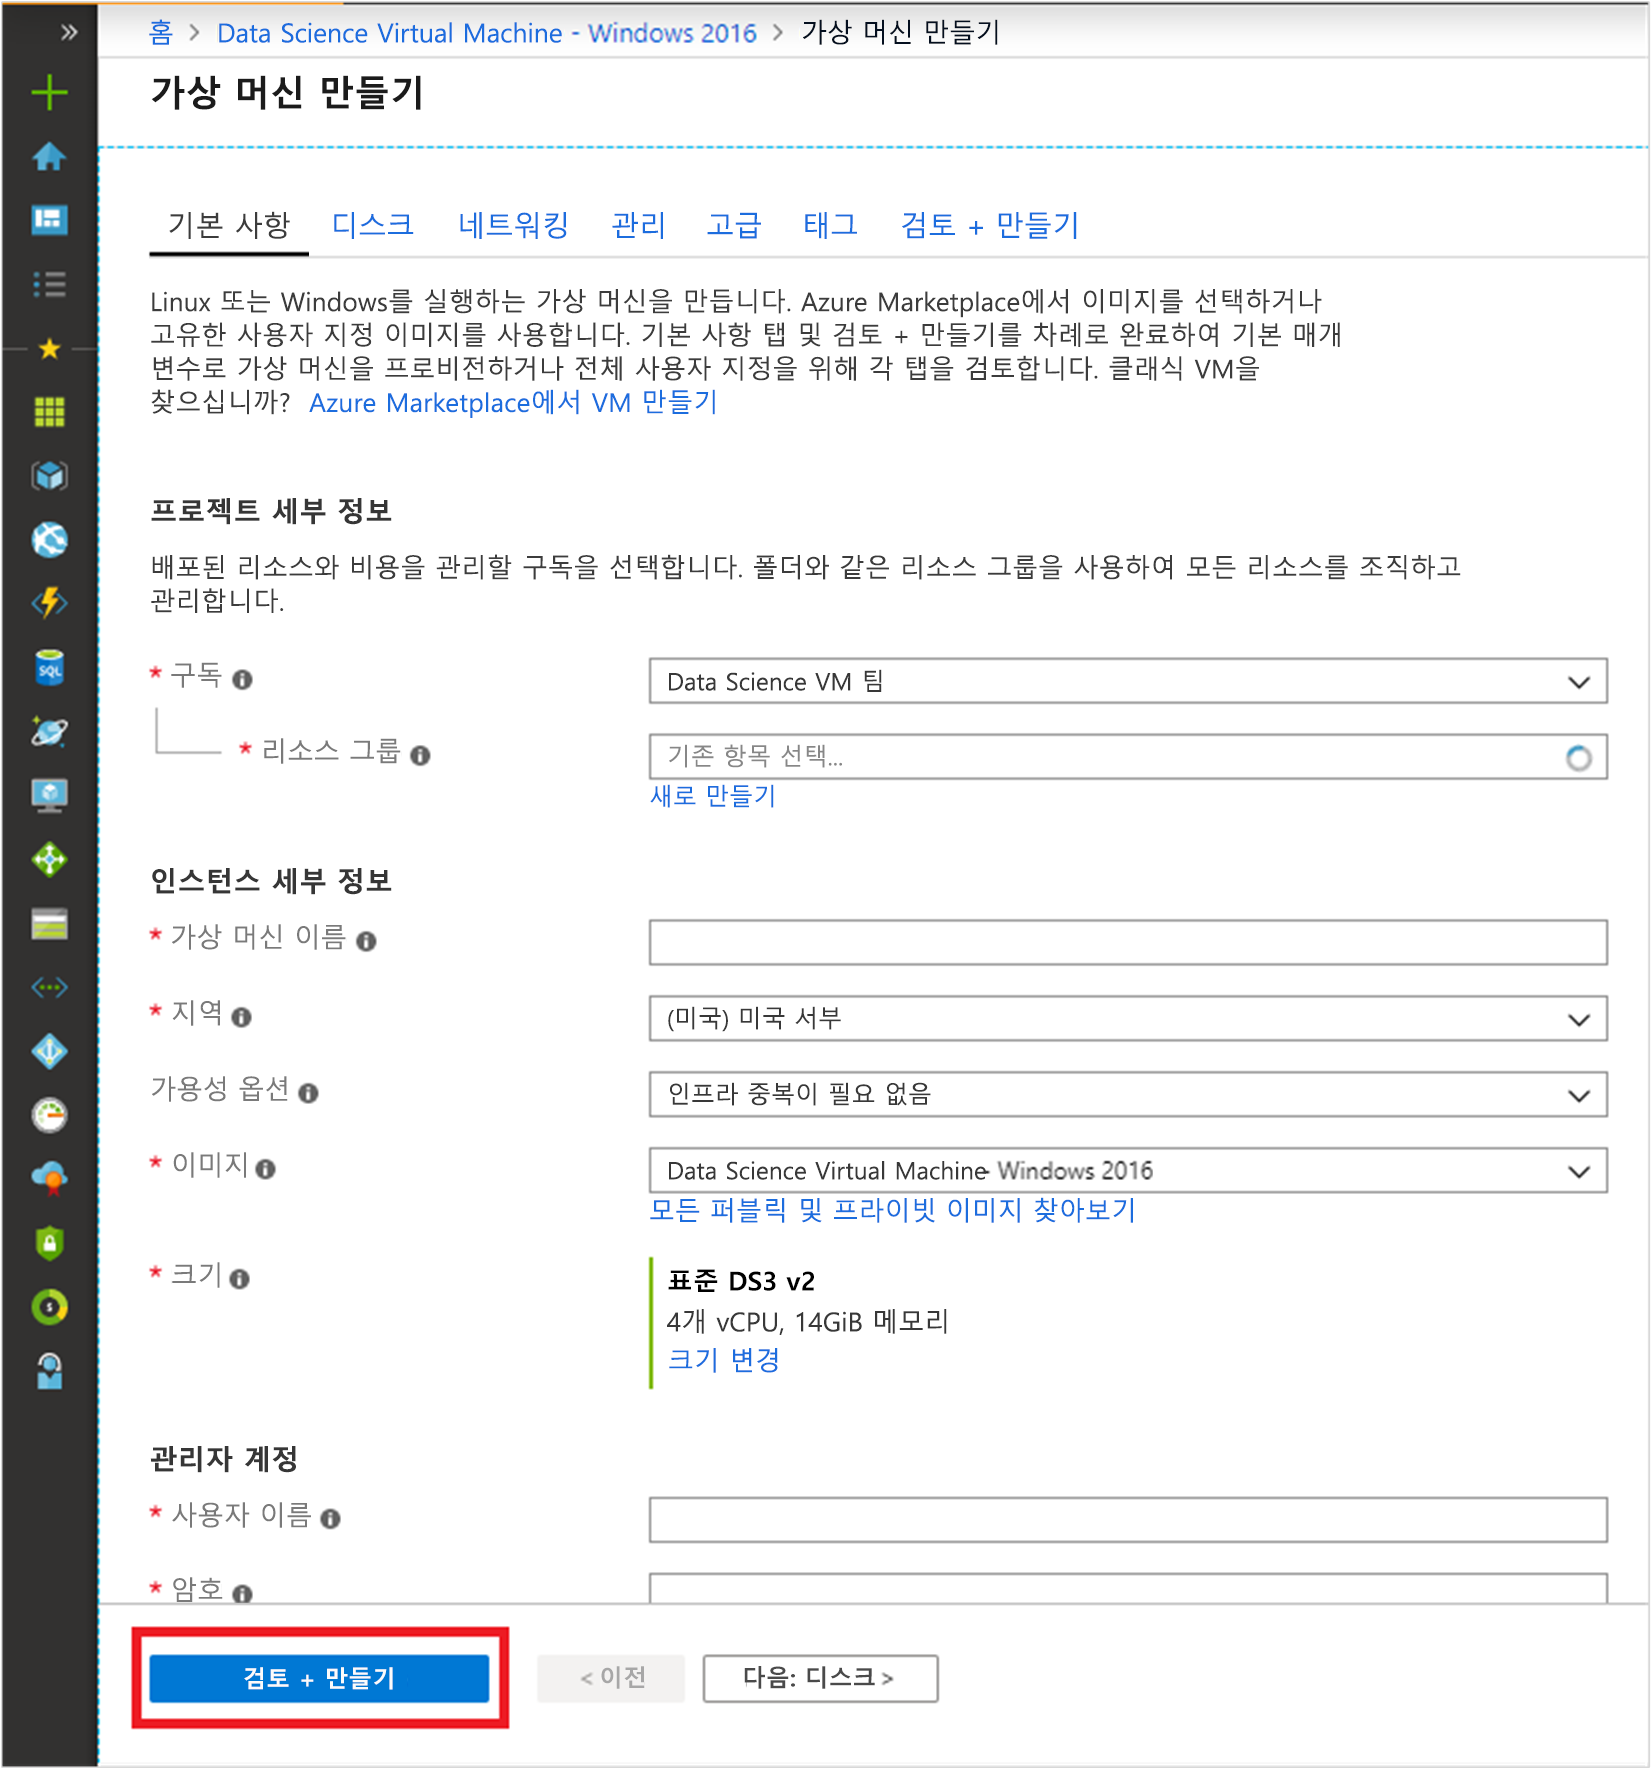 홈 > Data Science Virtual Machine - Windows 2016 > 가상 머신 만들기
가상 머신 만들기
기본 사항 디스크 네트워킹 관리 고급 태그 검토 + 만들기
Linux 또는 Windows를 실행하는 가상 머신을 만듭니다. Azure Marketplace에서 이미지를 선택하거나
고유한 사용자 지정 이미지를 사용합니다. 기본 사항 탭 및 검토 + 만들기를 차례로 완료하여 기본 매개
변수로 가상 머신을 프로비전하거나 전체 사용자 지정을 위해 각 탭을 검토합니다. 클래식 VM을
찾으십니까? Azure Marketplace에서 VM 만들기
프로젝트 세부 정보
배포된 리소스와 비용을 관리할 구독을 선택합니다. 폴더와 같은 리소스 그룹을 사용하여 모든 리소스를 조직하고
관리합니다.
* 구독 Data Science VM 팀
* 리소스 그룹 기존 항목 선택...
새로 만들기
인스턴스 세부 정보
* 가상 머신 이름
* 지역 (미국) 미국 서부
가용성 옵션 인프라 중복이 필요 없음
* 이미지 Data Science Virtual Machine- Windows 2016
모든 퍼블릭 및 프라이빗 이미지 찾아보기
* 크기 표준 DS3 v2
4개 vCPU, 14GiB 메모리
크기 변경
관리자 계정
* 사용자 이름
* 암호
검토 + 만들기 < 이전 다음: 디스크 >
SQL